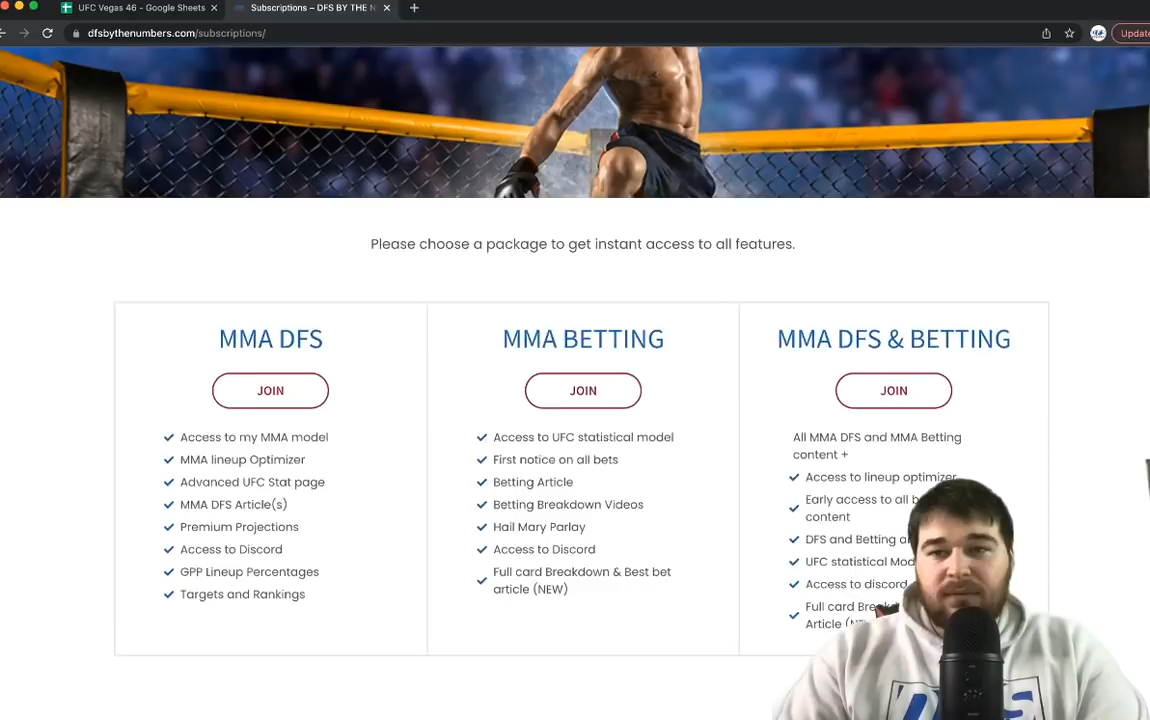 UFC Vegas 46 - Google Sheets
Subscriptions – DFS BY THE N
dfsbythenumbers.com/subscriptions/
Update
Please choose a package to get instant access to all features.
MMA DFS
JOIN
Access to my MMA model
MMA lineup Optimizer
Advanced UFC Stat page
MMA DFS Article(s)
Premium Projections
Access to Discord
GPP Lineup Percentages
Targets and Rankings
MMA BETTING
JOIN
Access to UFC statistical model
First notice on all bets
Betting Article
Betting Breakdown Videos
Hail Mary Parlay
Access to Discord
Full card Breakdown & Best bet
article (NEW)
MMA DFS & BETTING
JOIN
All MMA DFS and MMA Betting
content +
Access to lineup optimizer
Early access to all
content
DFS and Betting
UFC statistical
Access to discord
Full card
Article